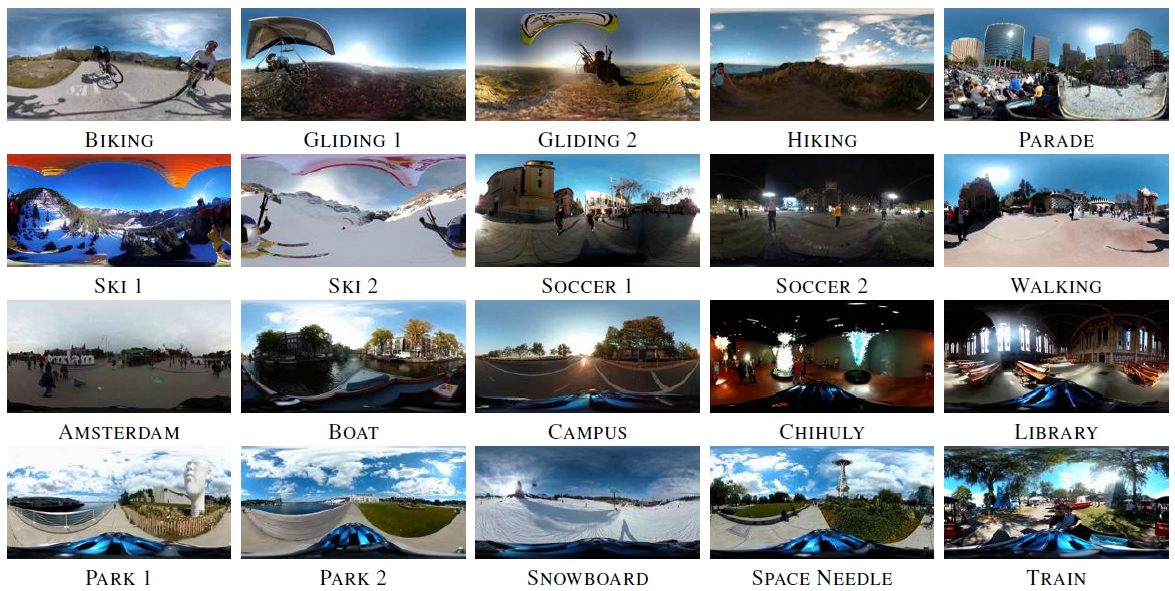 BIKING
GLIDING 1
GLIDING 2
HIKING
PARADE
SKI 1
SKI 2
SOCCER 1
SOCCER 2
WALKING
AMSTERDAM
BOAT
CAMPUS
CHIHULY
LIBRARY
PARK 1
PARK 2
SNOWBOARD
SPACE NEEDLE
TRAIN